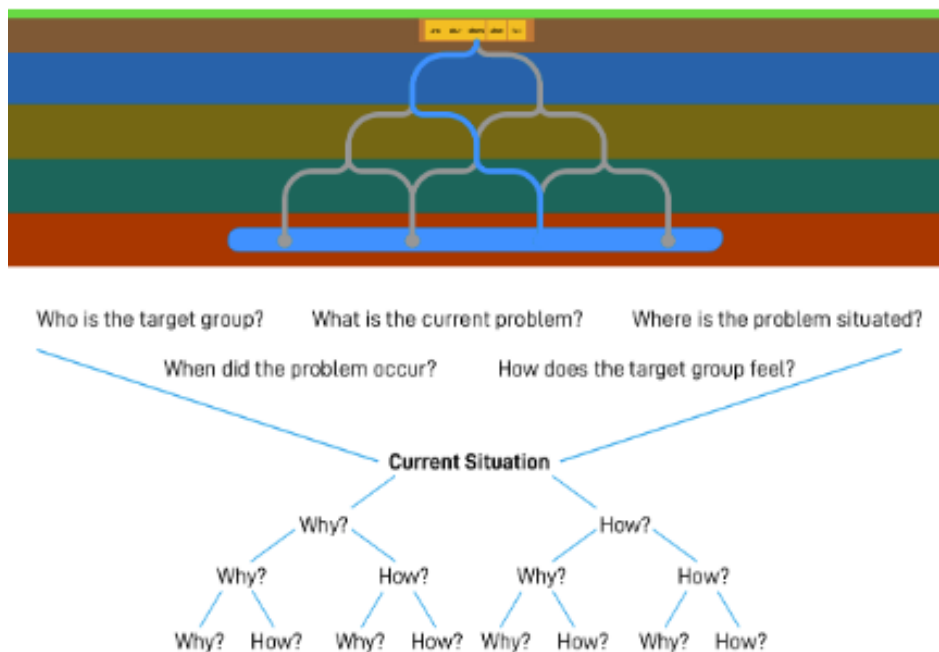 Who is the target group? What is the current problem? Where is the problem situated?
When did the problem occur? How does the target group feel?
Current Situation
Why? How?
Why? How? Why? How?
Why? How? Why? How? Why? How? Why? How?